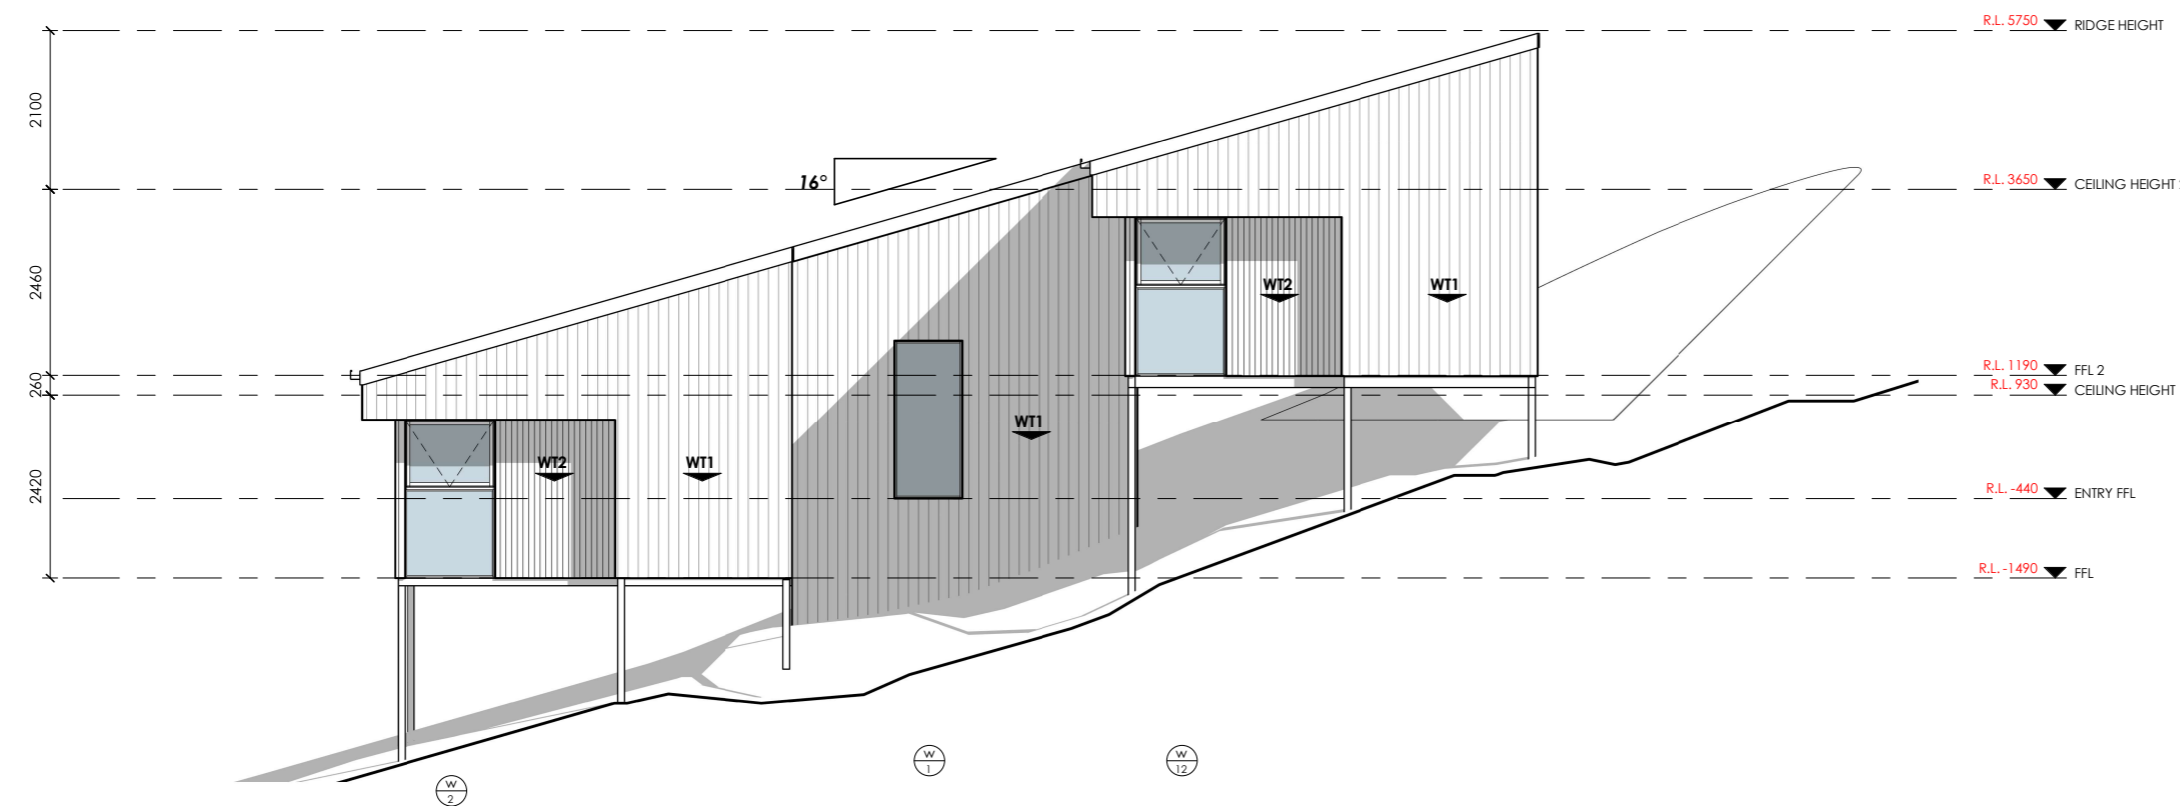 R.L. 5750 RIDGE HEIGHT
2100
16°
R.L. 3650 CEILING HEIGHT
2460
WT2
WT1
R.L. 1190 FFL 2
260
R.L. 930 CEILING HEIGHT
WT1
WT2
WT1
2420
R.L. -440 ENTRY FFL
R.L. -1490 FFL
W
1
W
12
W
2